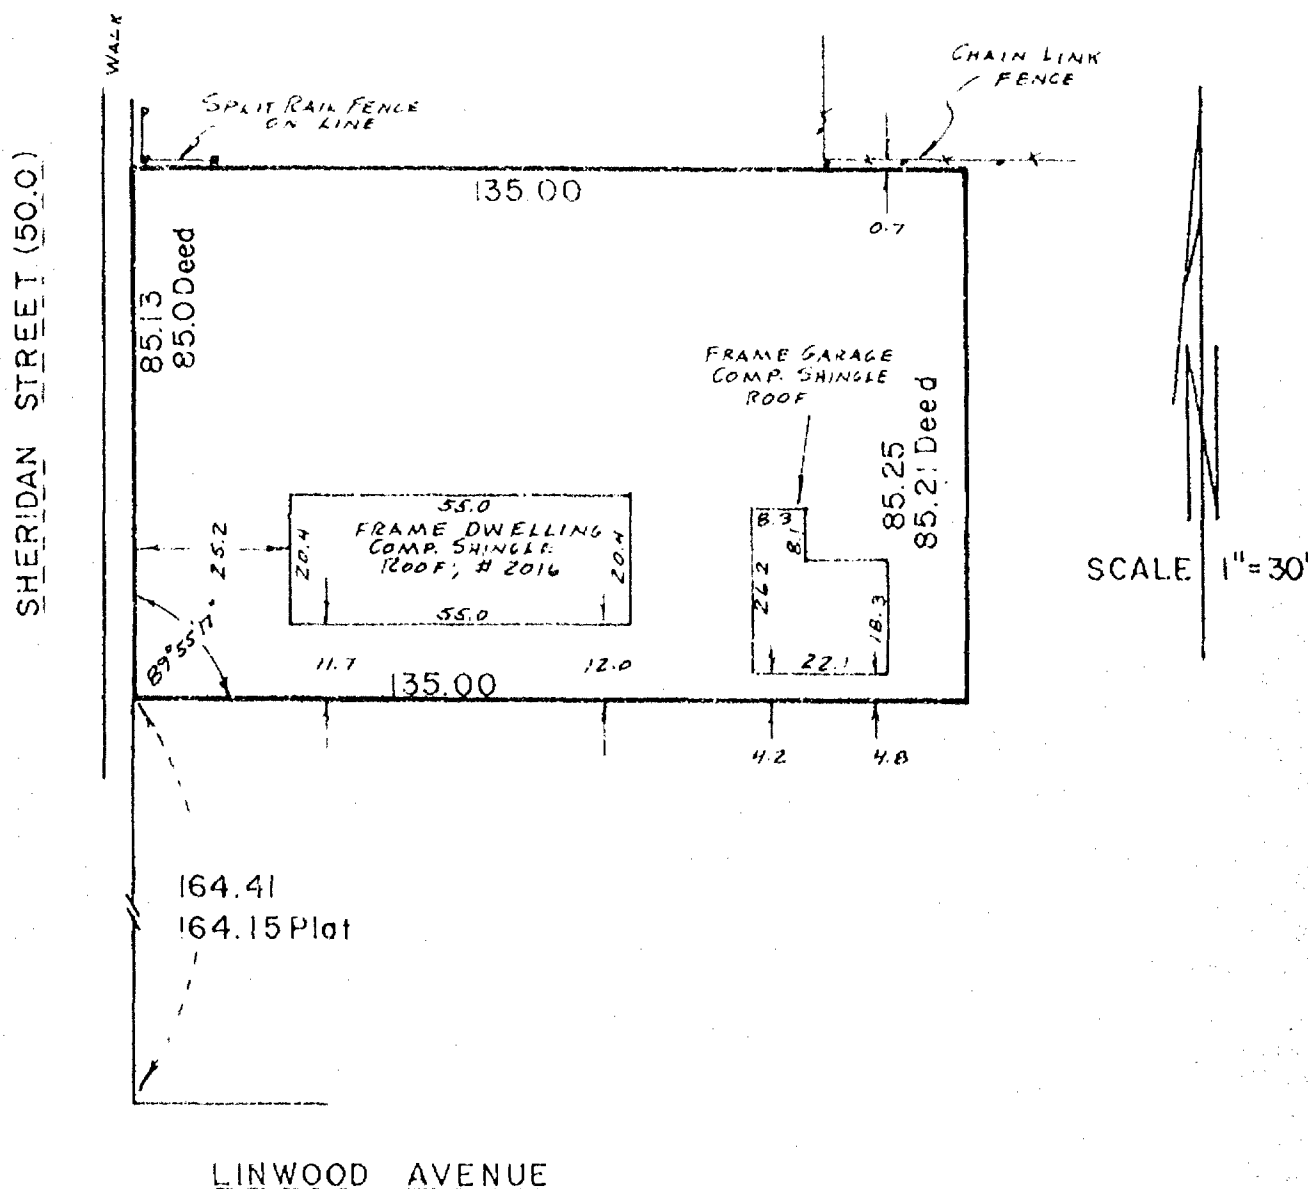 WALK
CHAIN LINK
FENCE
SPLIT RAIL FENCE
ON LINE
135.00
0.7
SHERIDAN STREET (50.0)
85.13
85.0 Deed
FRAME GARAGE
COMP. SHINGLE
ROOF
85.25
85.21 Deed
55.0
FRAME DWELLING
COMP. SHINGLE
ROOF, # 2016
55.0
20.4
20.4
25.2
89°55'17"
8.3
8.1
26.2
18.3
22.1
SCALE 1"=30'
11.7
12.0
135.00
4.2
4.8
164.41
164.15 Plat
LINWOOD AVENUE